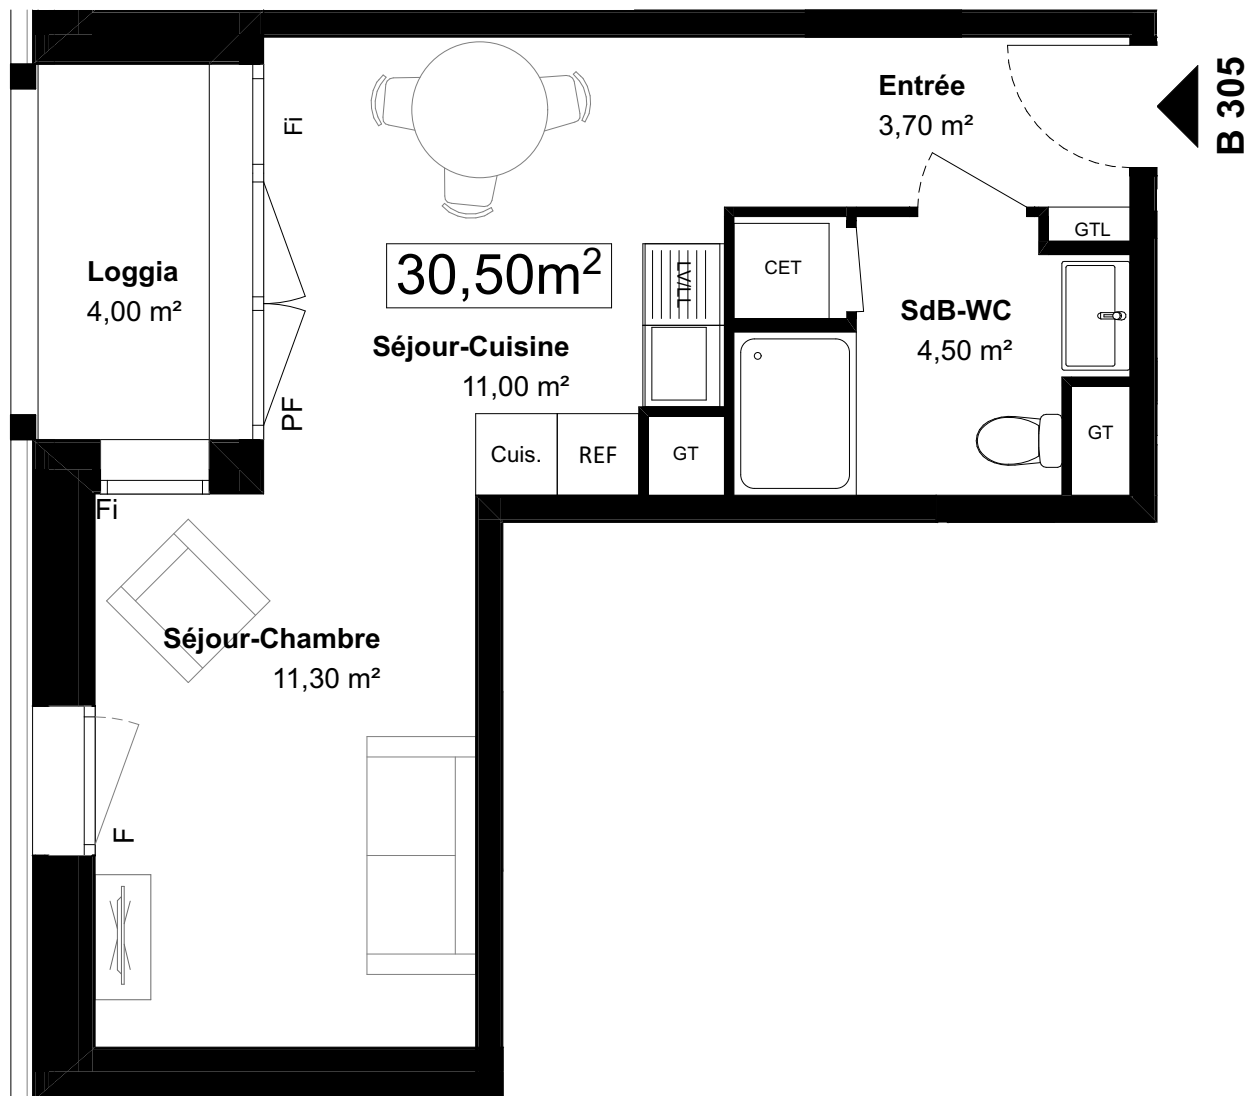 B 305
Entrée
3,70 m²
Fi
GTL
Loggia
4,00 m²
30,50m²
LV/LL
CET
SdB-WC
4,50 m²
Séjour-Cuisine
11,00 m²
PF
Cuis.
REF
GT
GT
Fi
Séjour-Chambre
11,30 m²
F